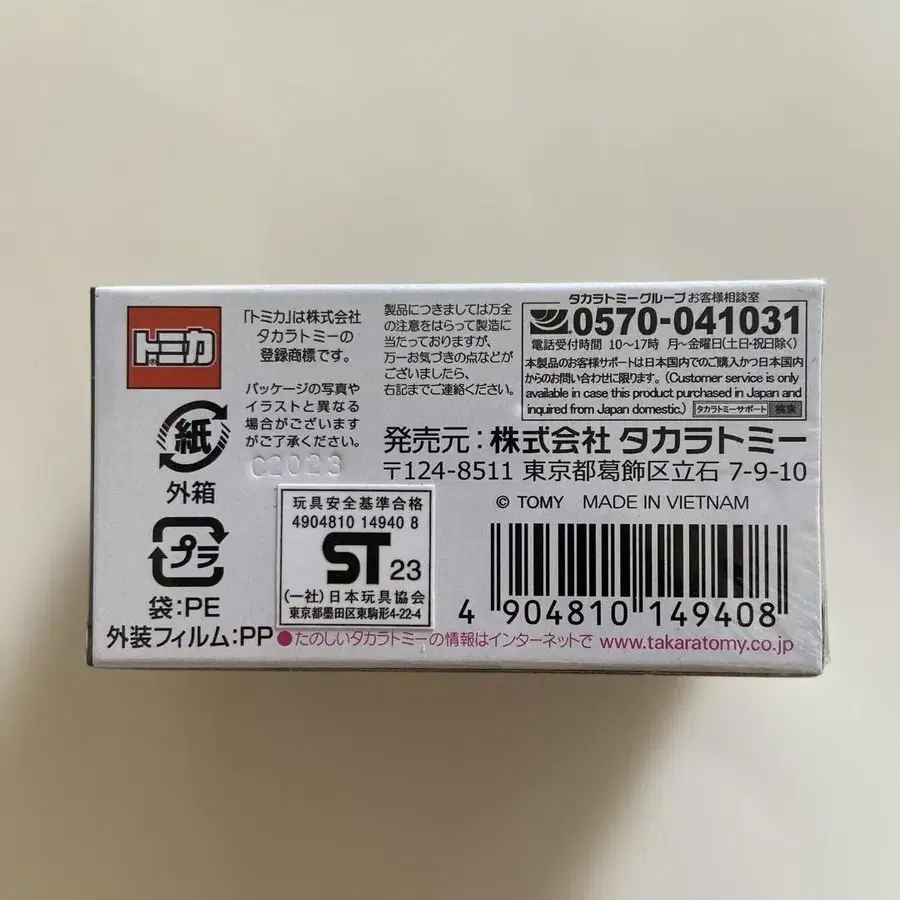 トミカ®
「トミカ」は株式会社
タカラトミーの
登録商標です。
パッケージの写真や
イラストと異なる
場合がございます
がご了承ください。
C2023
製品につきましては万全
の注意をはらって製造に
当たっておりますが、
万一お気づきの点などが
ございましたら、
右記までご連絡ください。
タカラトミーグループ お客様相談室
0570-041031
電話受付時間 10～17時 月～金曜日(土日・祝日除く)
本製品のお客様サポートは日本国内でのご購入かつ日本国内
からのお問い合わせに限ります。(Customer service is only
available in case this product purchased in Japan and
inquired from Japan domestic.) タカラトミーサポート 検索
発売元:株式会社 タカラトミー
〒124-8511 東京都葛飾区立石 7-9-10
© TOMY MADE IN VIETNAM
紙
外箱
プラ
袋:PE
外装フィルム:PP
玩具安全基準合格
4904810 14940 8
ST 23
(一社)日本玩具協会
東京都墨田区東駒形4-22-4
4 904810 149408
●たのしいタカラトミーの情報はインターネットで www.takaratomy.co.jp